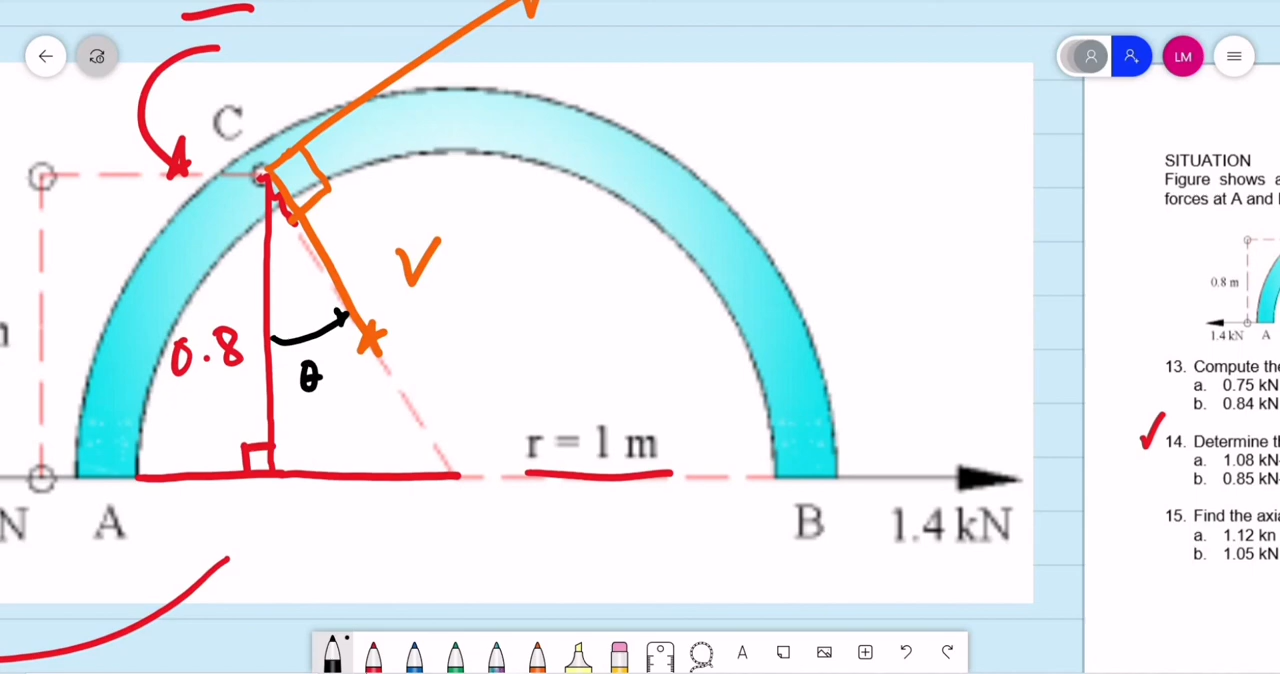 LM
C
SITUATION
Figure shows a
forces at A and
V
0.8 m
0.8
θ
1.4 kN A
r = 1 m
13. Compute the
a. 0.75 kN
b. 0.84 kN
14. Determine th
a. 1.08 kN-
b. 0.85 kN-
N A B 1.4 kN
15. Find the axia
a. 1.12 kn
b. 1.05 kN
A